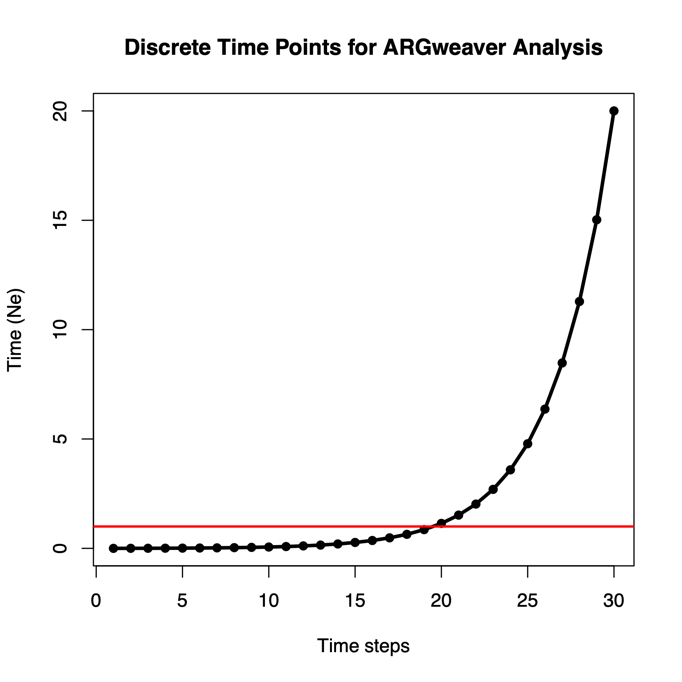 Discrete Time Points for ARGweaver Analysis
20
15
10
5
0
Time (Ne)
0 5 10 15 20 25 30
Time steps